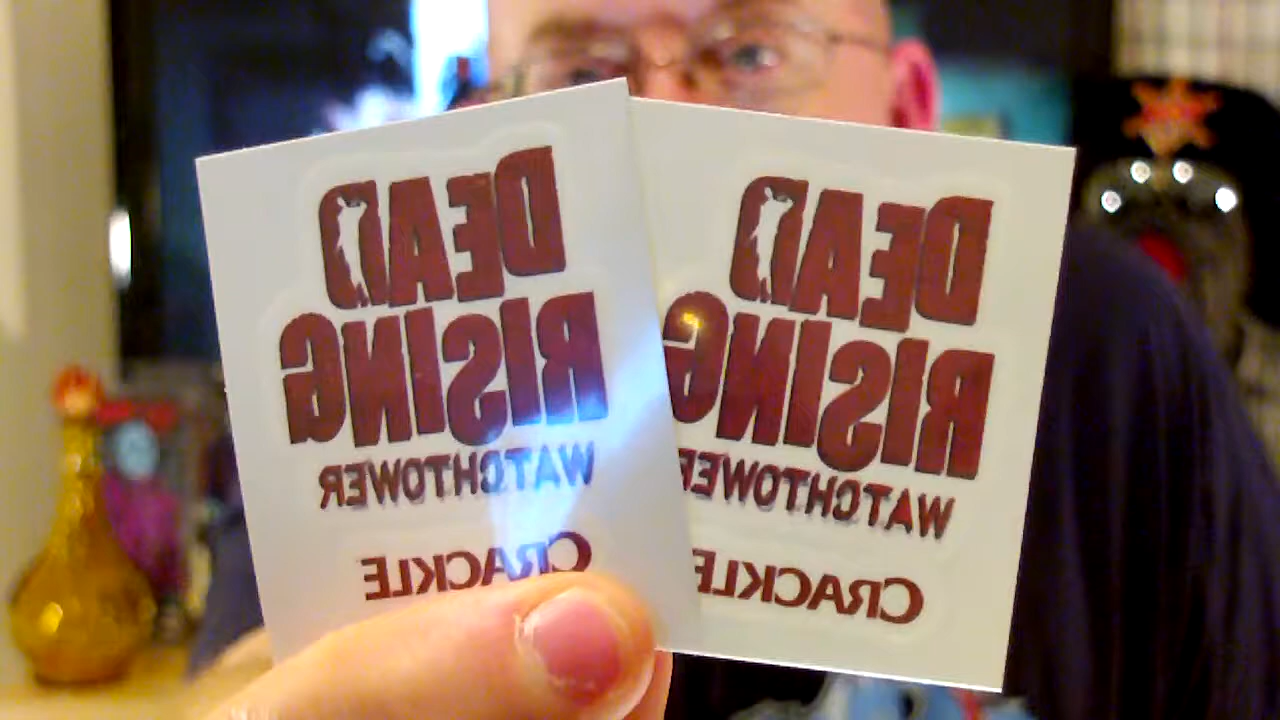 DEAD
RISING
WATCHTOWER
CRACKLE
DEAD
RISING
WATCHTOWER
CRACKLE